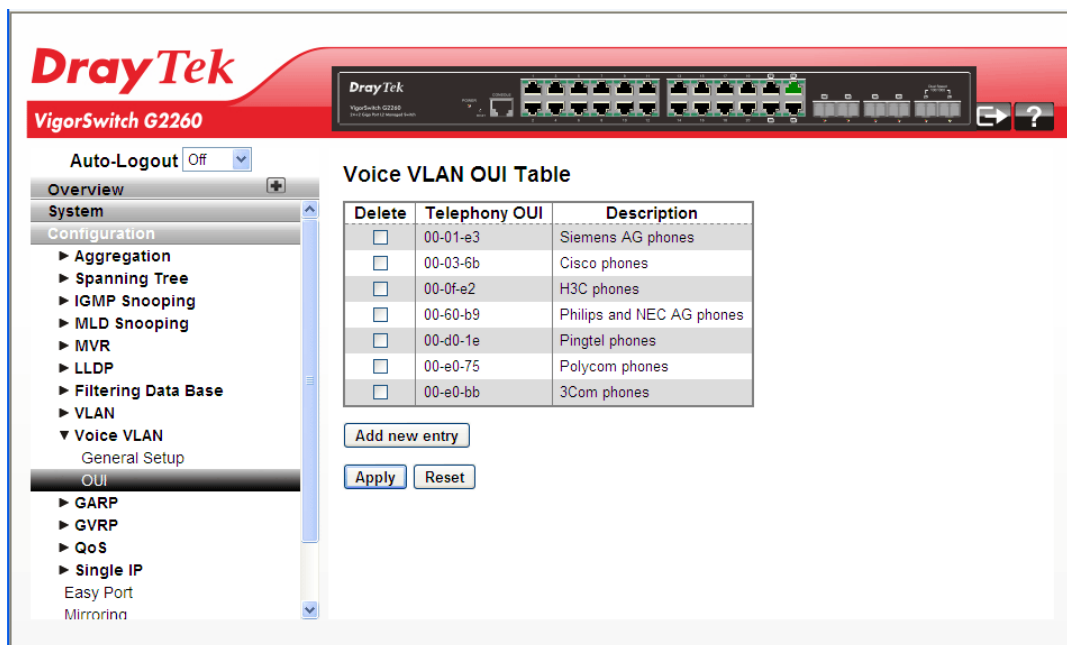 DrayTek
VigorSwitch G2260
DrayTek
VigorSwitch G2260
Auto-Logout Off
Overview
System
Configuration
► Aggregation
► Spanning Tree
► IGMP Snooping
► MLD Snooping
► MVR
► LLDP
► Filtering Data Base
► VLAN
▼ Voice VLAN
General Setup
OUI
► GARP
► GVRP
► QoS
► Single IP
Easy Port
Mirroring
Voice VLAN OUI Table
Delete Telephony OUI Description
00-01-e3 Siemens AG phones
00-03-6b Cisco phones
00-0f-e2 H3C phones
00-60-b9 Philips and NEC AG phones
00-d0-1e Pingtel phones
00-e0-75 Polycom phones
00-e0-bb 3Com phones
Add new entry
Apply Reset